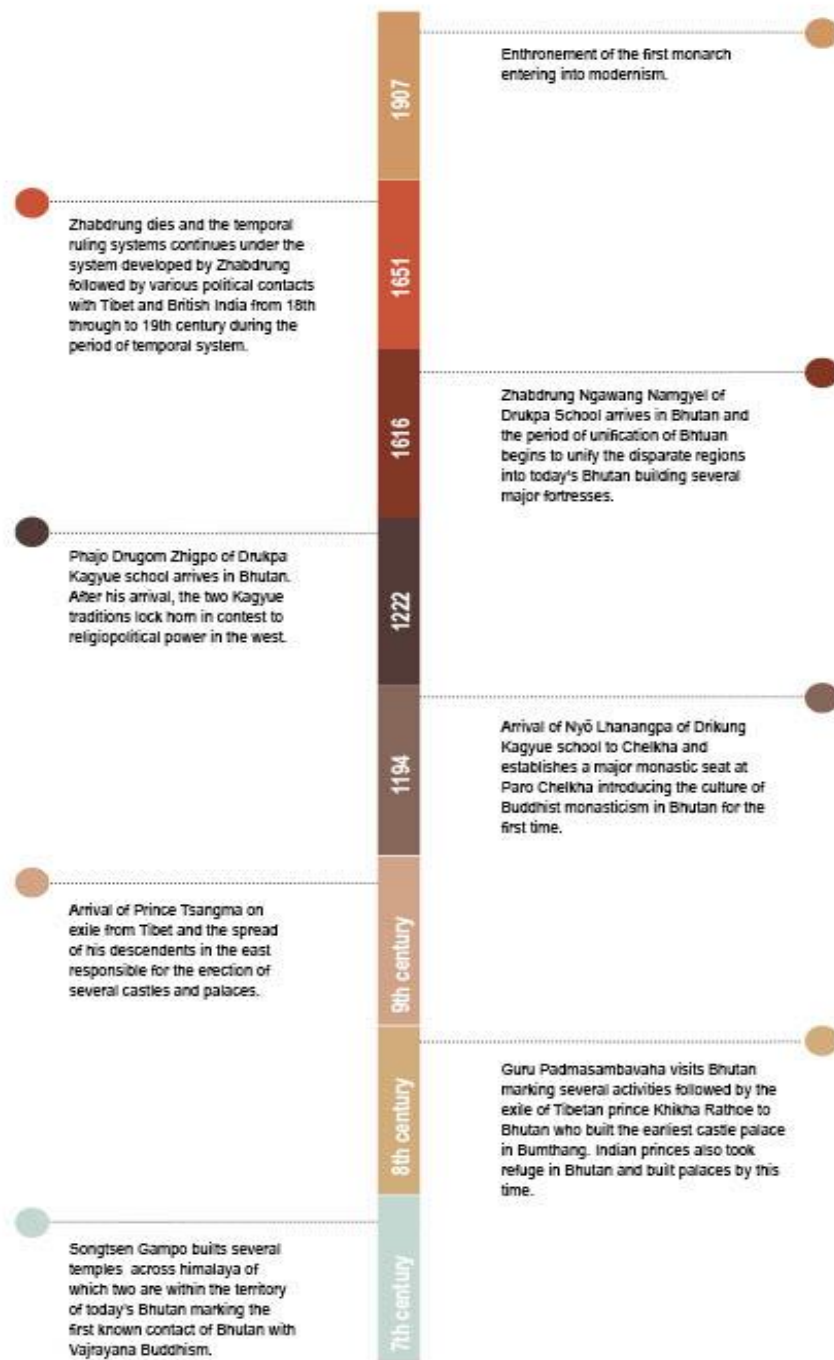 1907
Enthronement of the first monarch
entering into modernism.
1651
Zhabdrung dies and the temporal
ruling systems continues under the
system developed by Zhabdrung
followed by various political contacts
with Tibet and British India from 18th
through to 19th century during the
period of temporal system.
1616
Zhabdrung Ngawang Namgyel of
Drukpa School arrives in Bhutan and
the period of unification of Bhtuan
begins to unify the disparate regions
into today's Bhutan building several
major fortresses.
1222
Phajo Drugom Zhigpo of Drukpa
Kagyue school arrives in Bhutan.
After his arrival, the two Kagyue
traditions lock horn in contest to
religiopolitical power in the west.
1194
Arrival of Nyö Lhanangpa of Drikung
Kagyue school to Chelkha and
establishes a major monastic seat at
Paro Chelkha introducing the culture of
Buddhist monasticism in Bhutan for the
first time.
9th century
Arrival of Prince Tsangma on
exile from Tibet and the spread
of his descendents in the east
responsible for the erection of
several castles and palaces.
8th century
Guru Padmasambavaha visits Bhutan
marking several activities followed by the
exile of Tibetan prince Khikha Rathoe to
Bhutan who built the earliest castle palace
in Bumthang. Indian princes also took
refuge in Bhutan and built palaces by this
time.
7th century
Songtsen Gampo builts several
temples across himalaya of
which two are within the territory
of today's Bhutan marking the
first known contact of Bhutan with
Vajrayana Buddhism.